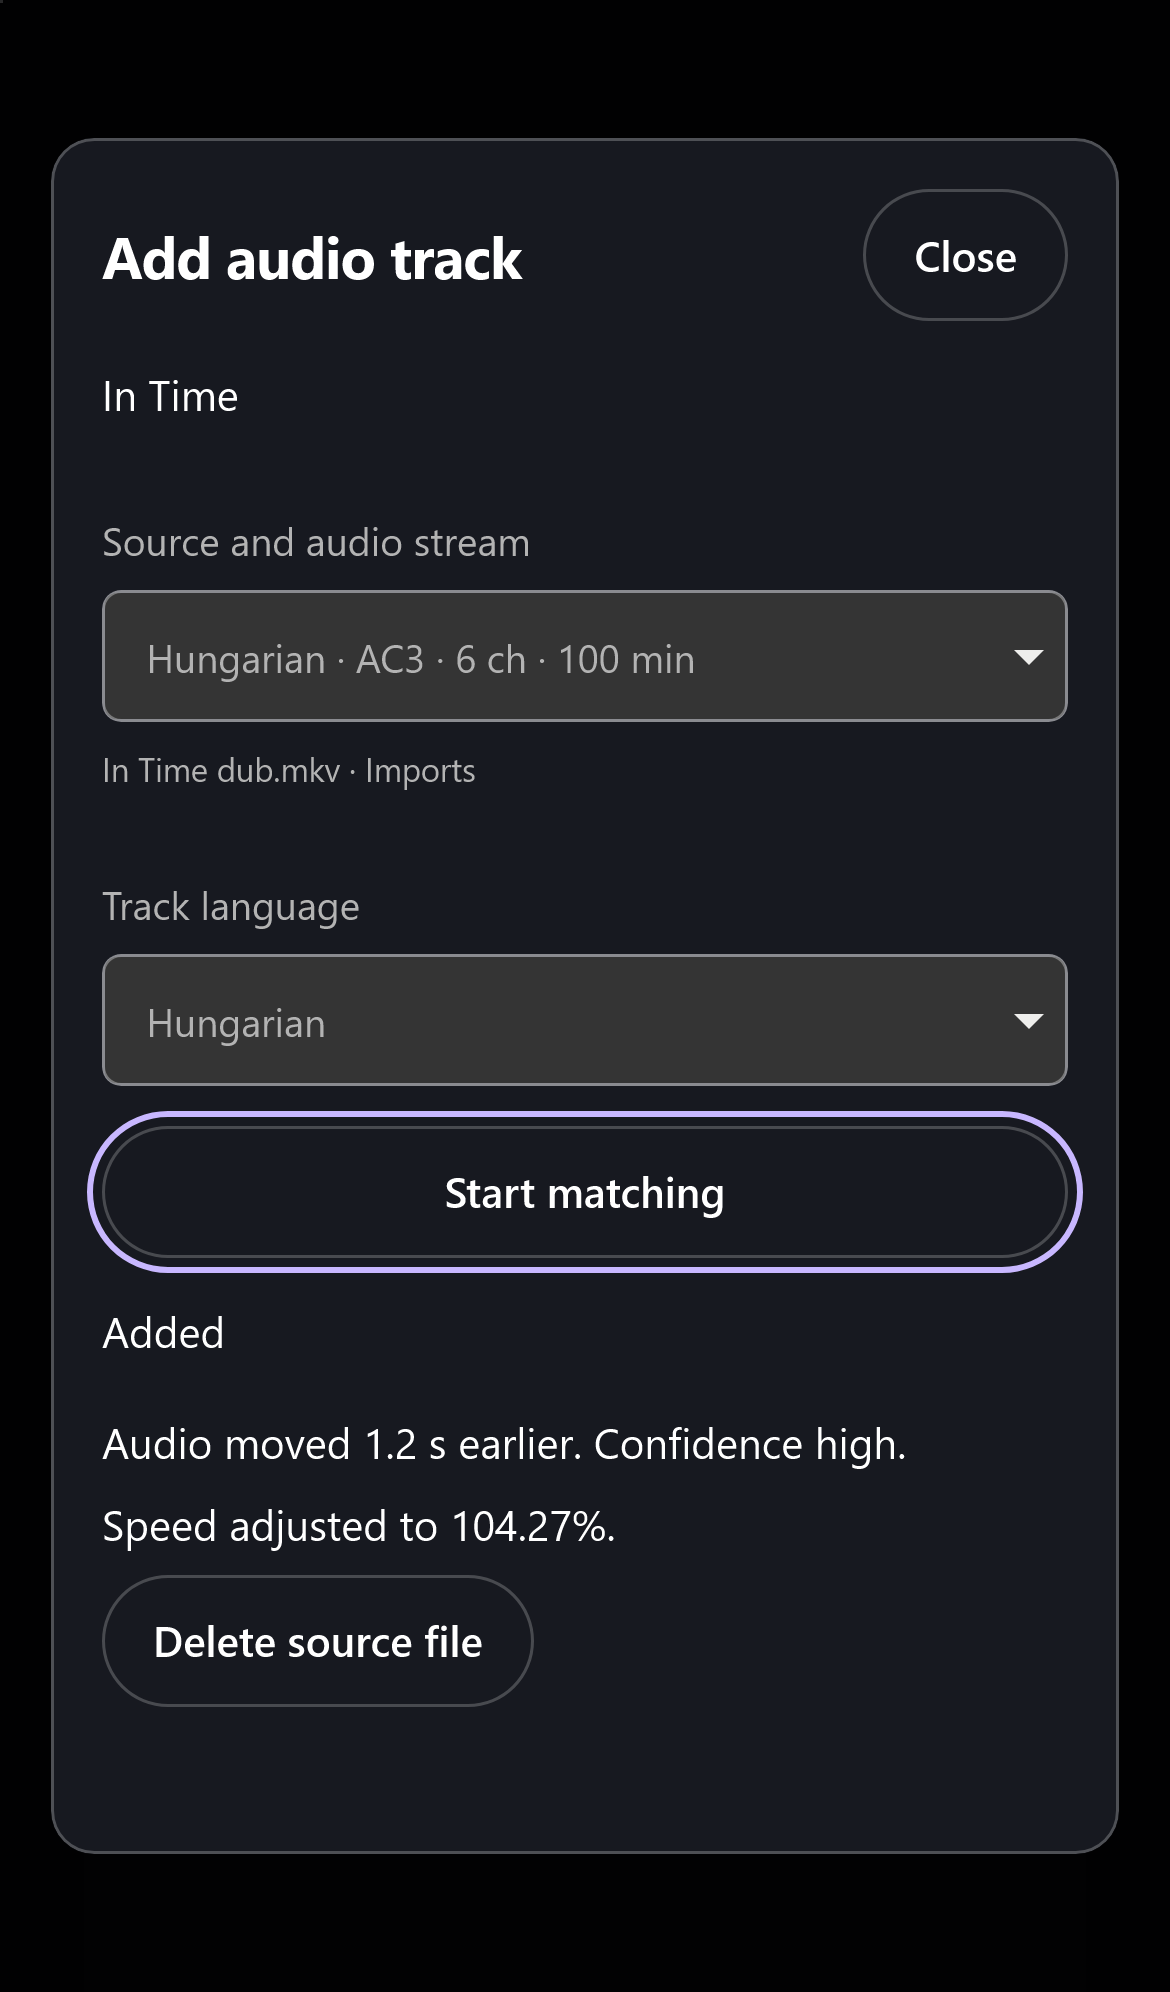 Add audio track
Close
In Time
Source and audio stream
Hungarian · AC3 · 6 ch · 100 min
In Time dub.mkv · Imports
Track language
Hungarian
Start matching
Added
Audio moved 1.2 s earlier. Confidence high.
Speed adjusted to 104.27%.
Delete source file